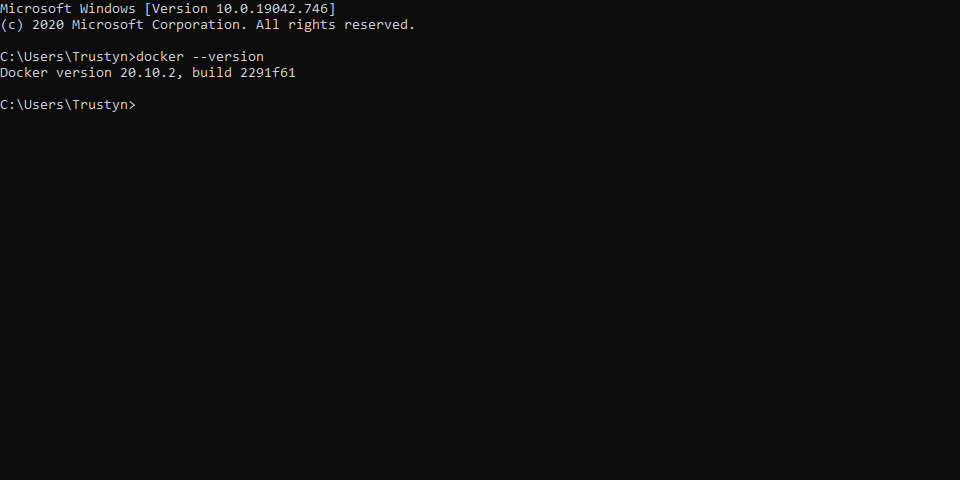 Microsoft Windows [Version 10.0.19042.746]
(c) 2020 Microsoft Corporation. All rights reserved.
C:\Users\Trustyn>docker --version
Docker version 20.10.2, build 2291f61
C:\Users\Trustyn>